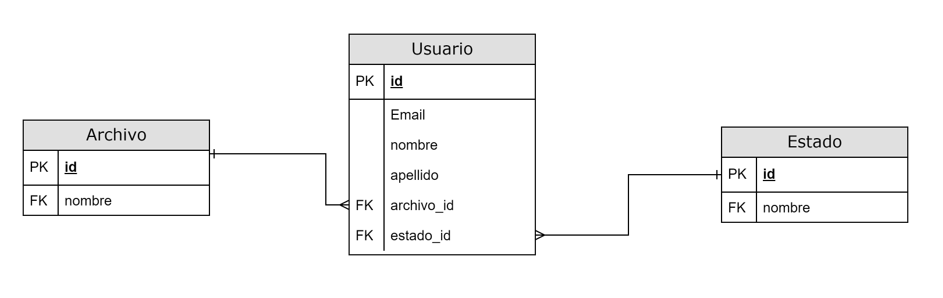 Archivo
PK id
FK nombre
Usuario
PK id
Email
nombre
apellido
FK archivo_id
FK estado_id
Estado
PK id
FK nombre